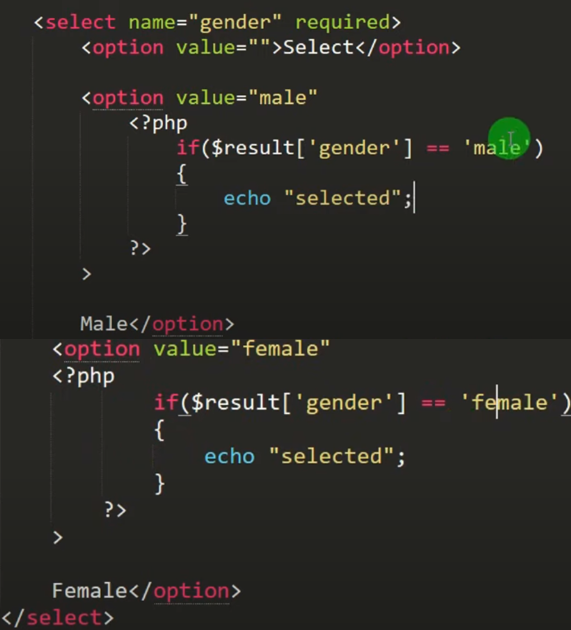 <select name="gender" required>
<option value="">Select</option>
<option value="male"
<?php
if($result['gender'] == 'male')
{
echo "selected";
}
?>
>
Male</option>
<option value="female"
<?php
if($result['gender'] == 'female')
{
echo "selected";
}
?>
>
Female</option>
</select>